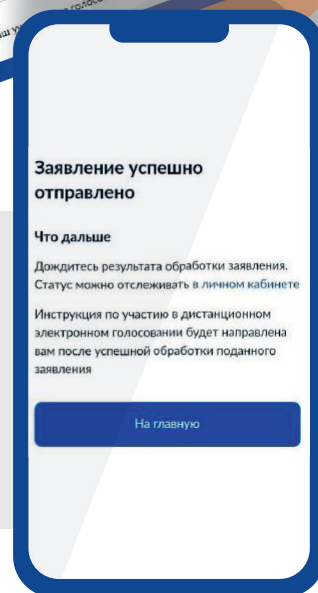 голосо
Заявление успешно
отправлено
Что дальше
Дождитесь результата обработки заявления.
Статус можно отслеживать в личном кабинете
Инструкция по участию в дистанционном
электронном голосовании будет направлена
вам после успешной обработки поданного
заявления
На главную